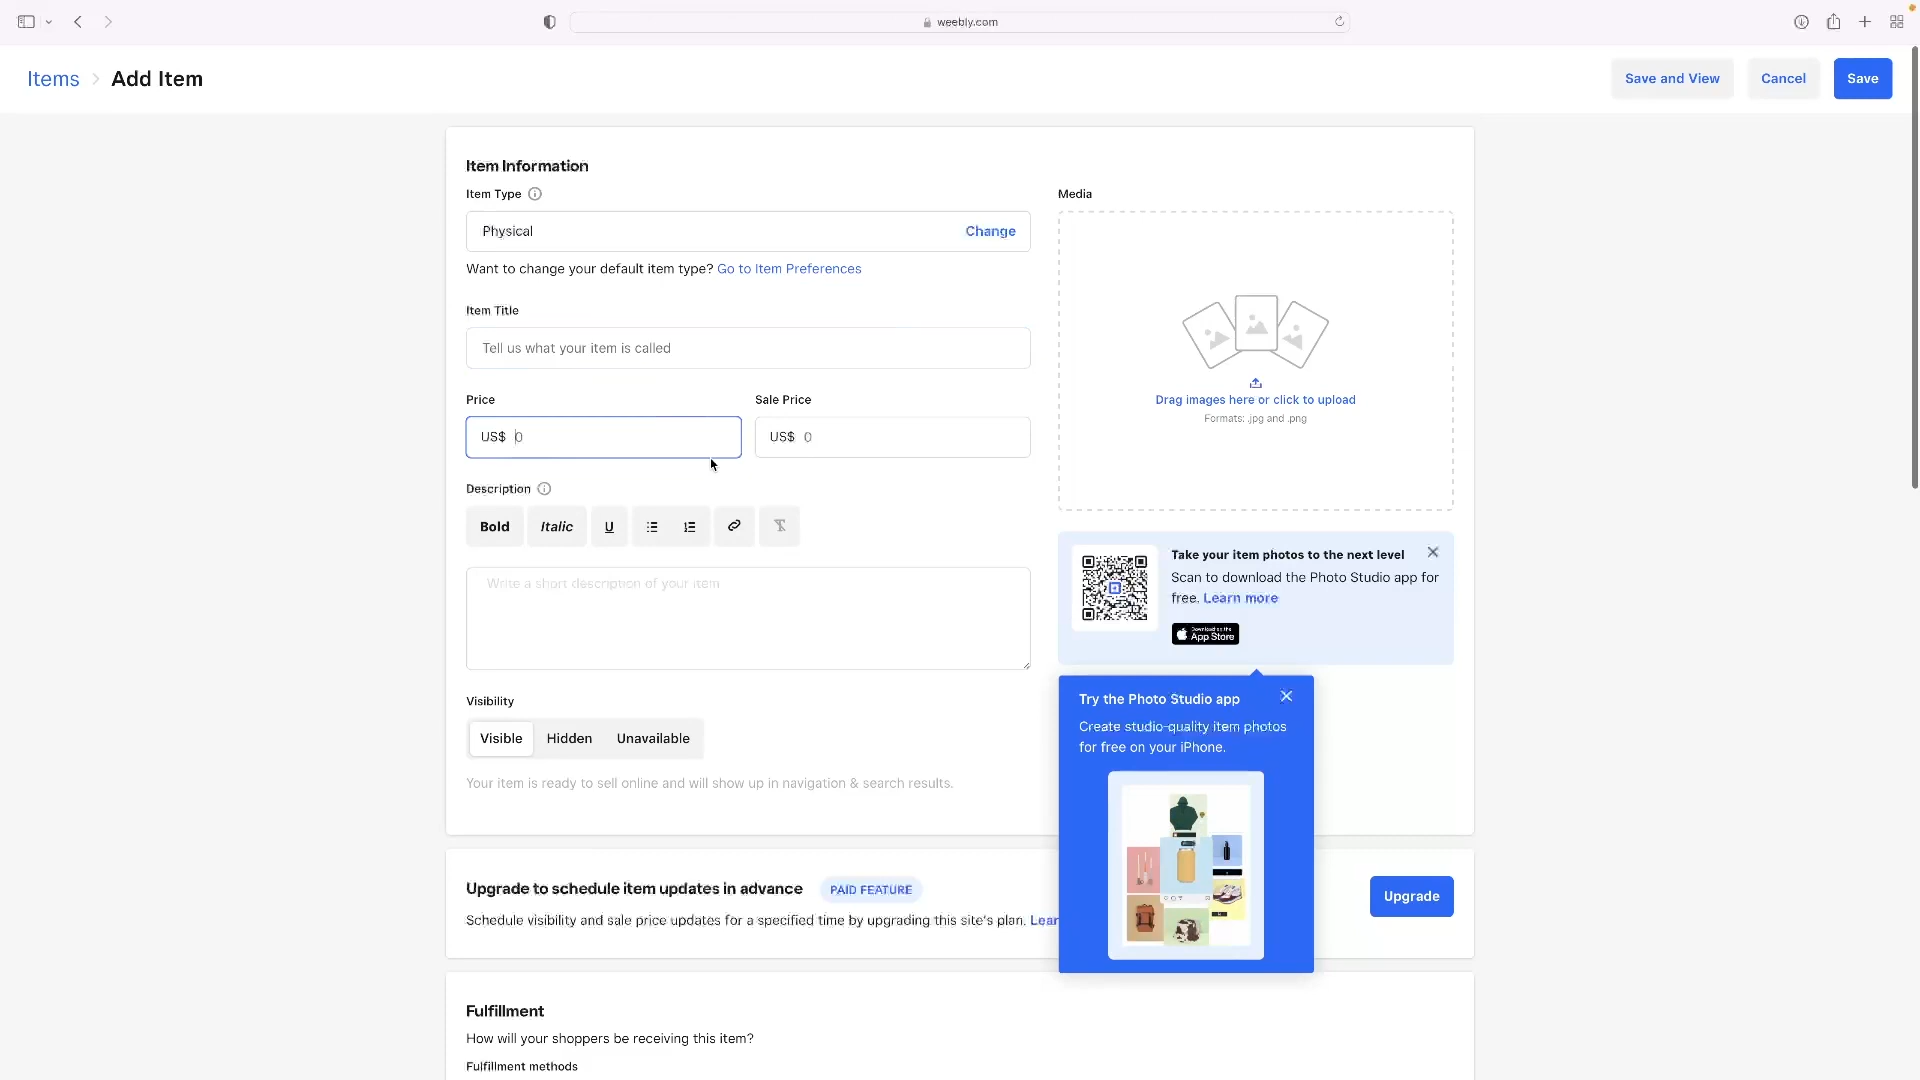 weebly.com
Items
Add Item
Save and View
Cancel
Save
Item Information
Item Type
Media
Physical
Change
Want to change your default item type? Go to Item Preferences
Item Title
Tell us what your item is called
Price
Sale Price
US$ 0
US$ 0
Drag images here or click to upload
Formats: .jpg and .png
Description
Bold
Italic
U
Write a short description of your item
Take your item photos to the next level
Scan to download the Photo Studio app for
free. Learn more
Download on the
App Store
Visibility
Visible
Hidden
Unavailable
Your item is ready to sell online and will show up in navigation & search results.
Try the Photo Studio app
Create studio-quality item photos
for free on your iPhone.
Upgrade to schedule item updates in advance
PAID FEATURE
Schedule visibility and sale price updates for a specified time by upgrading this site's plan. Lear
Upgrade
Fulfillment
How will your shoppers be receiving this item?
Fulfillment methods